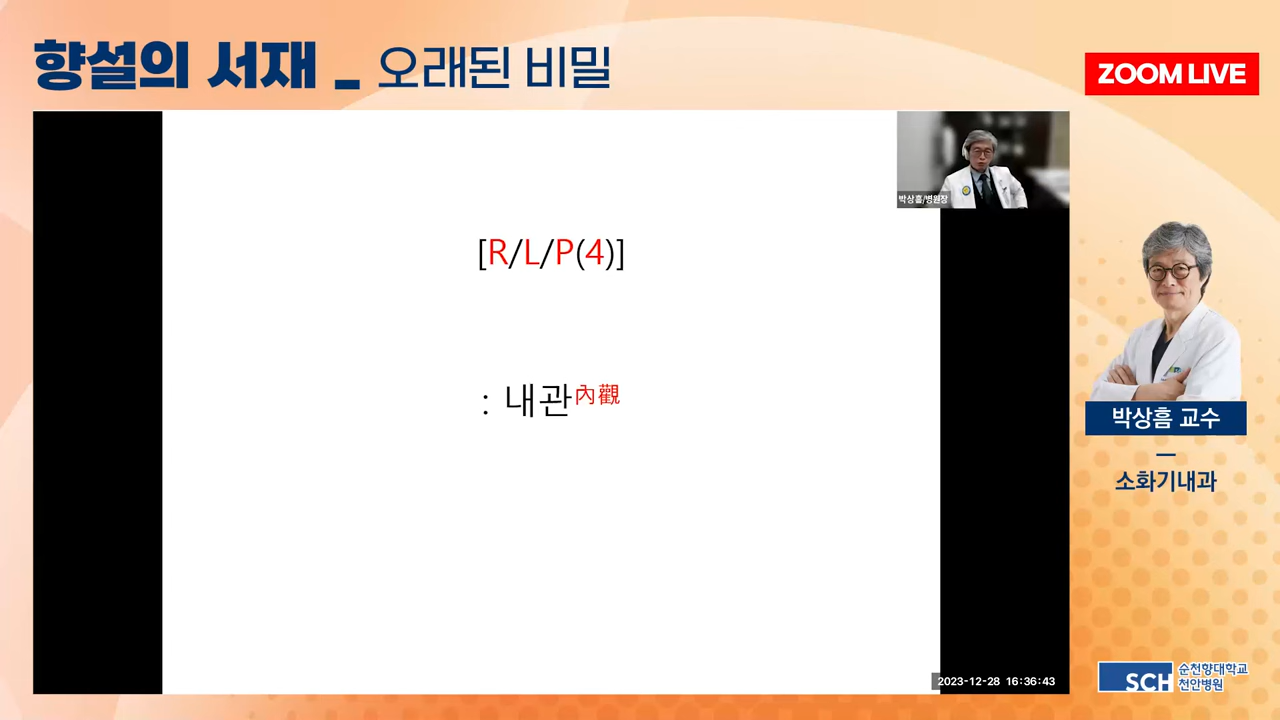 향설의 서재 _ 오래된 비밀
ZOOM LIVE
박상흠/병원장
[R/L/P(4)]
: 내관內觀
박상흠 교수
소화기내과
2023-12-28 16:36:43
SCH 순천향대학교
천안병원